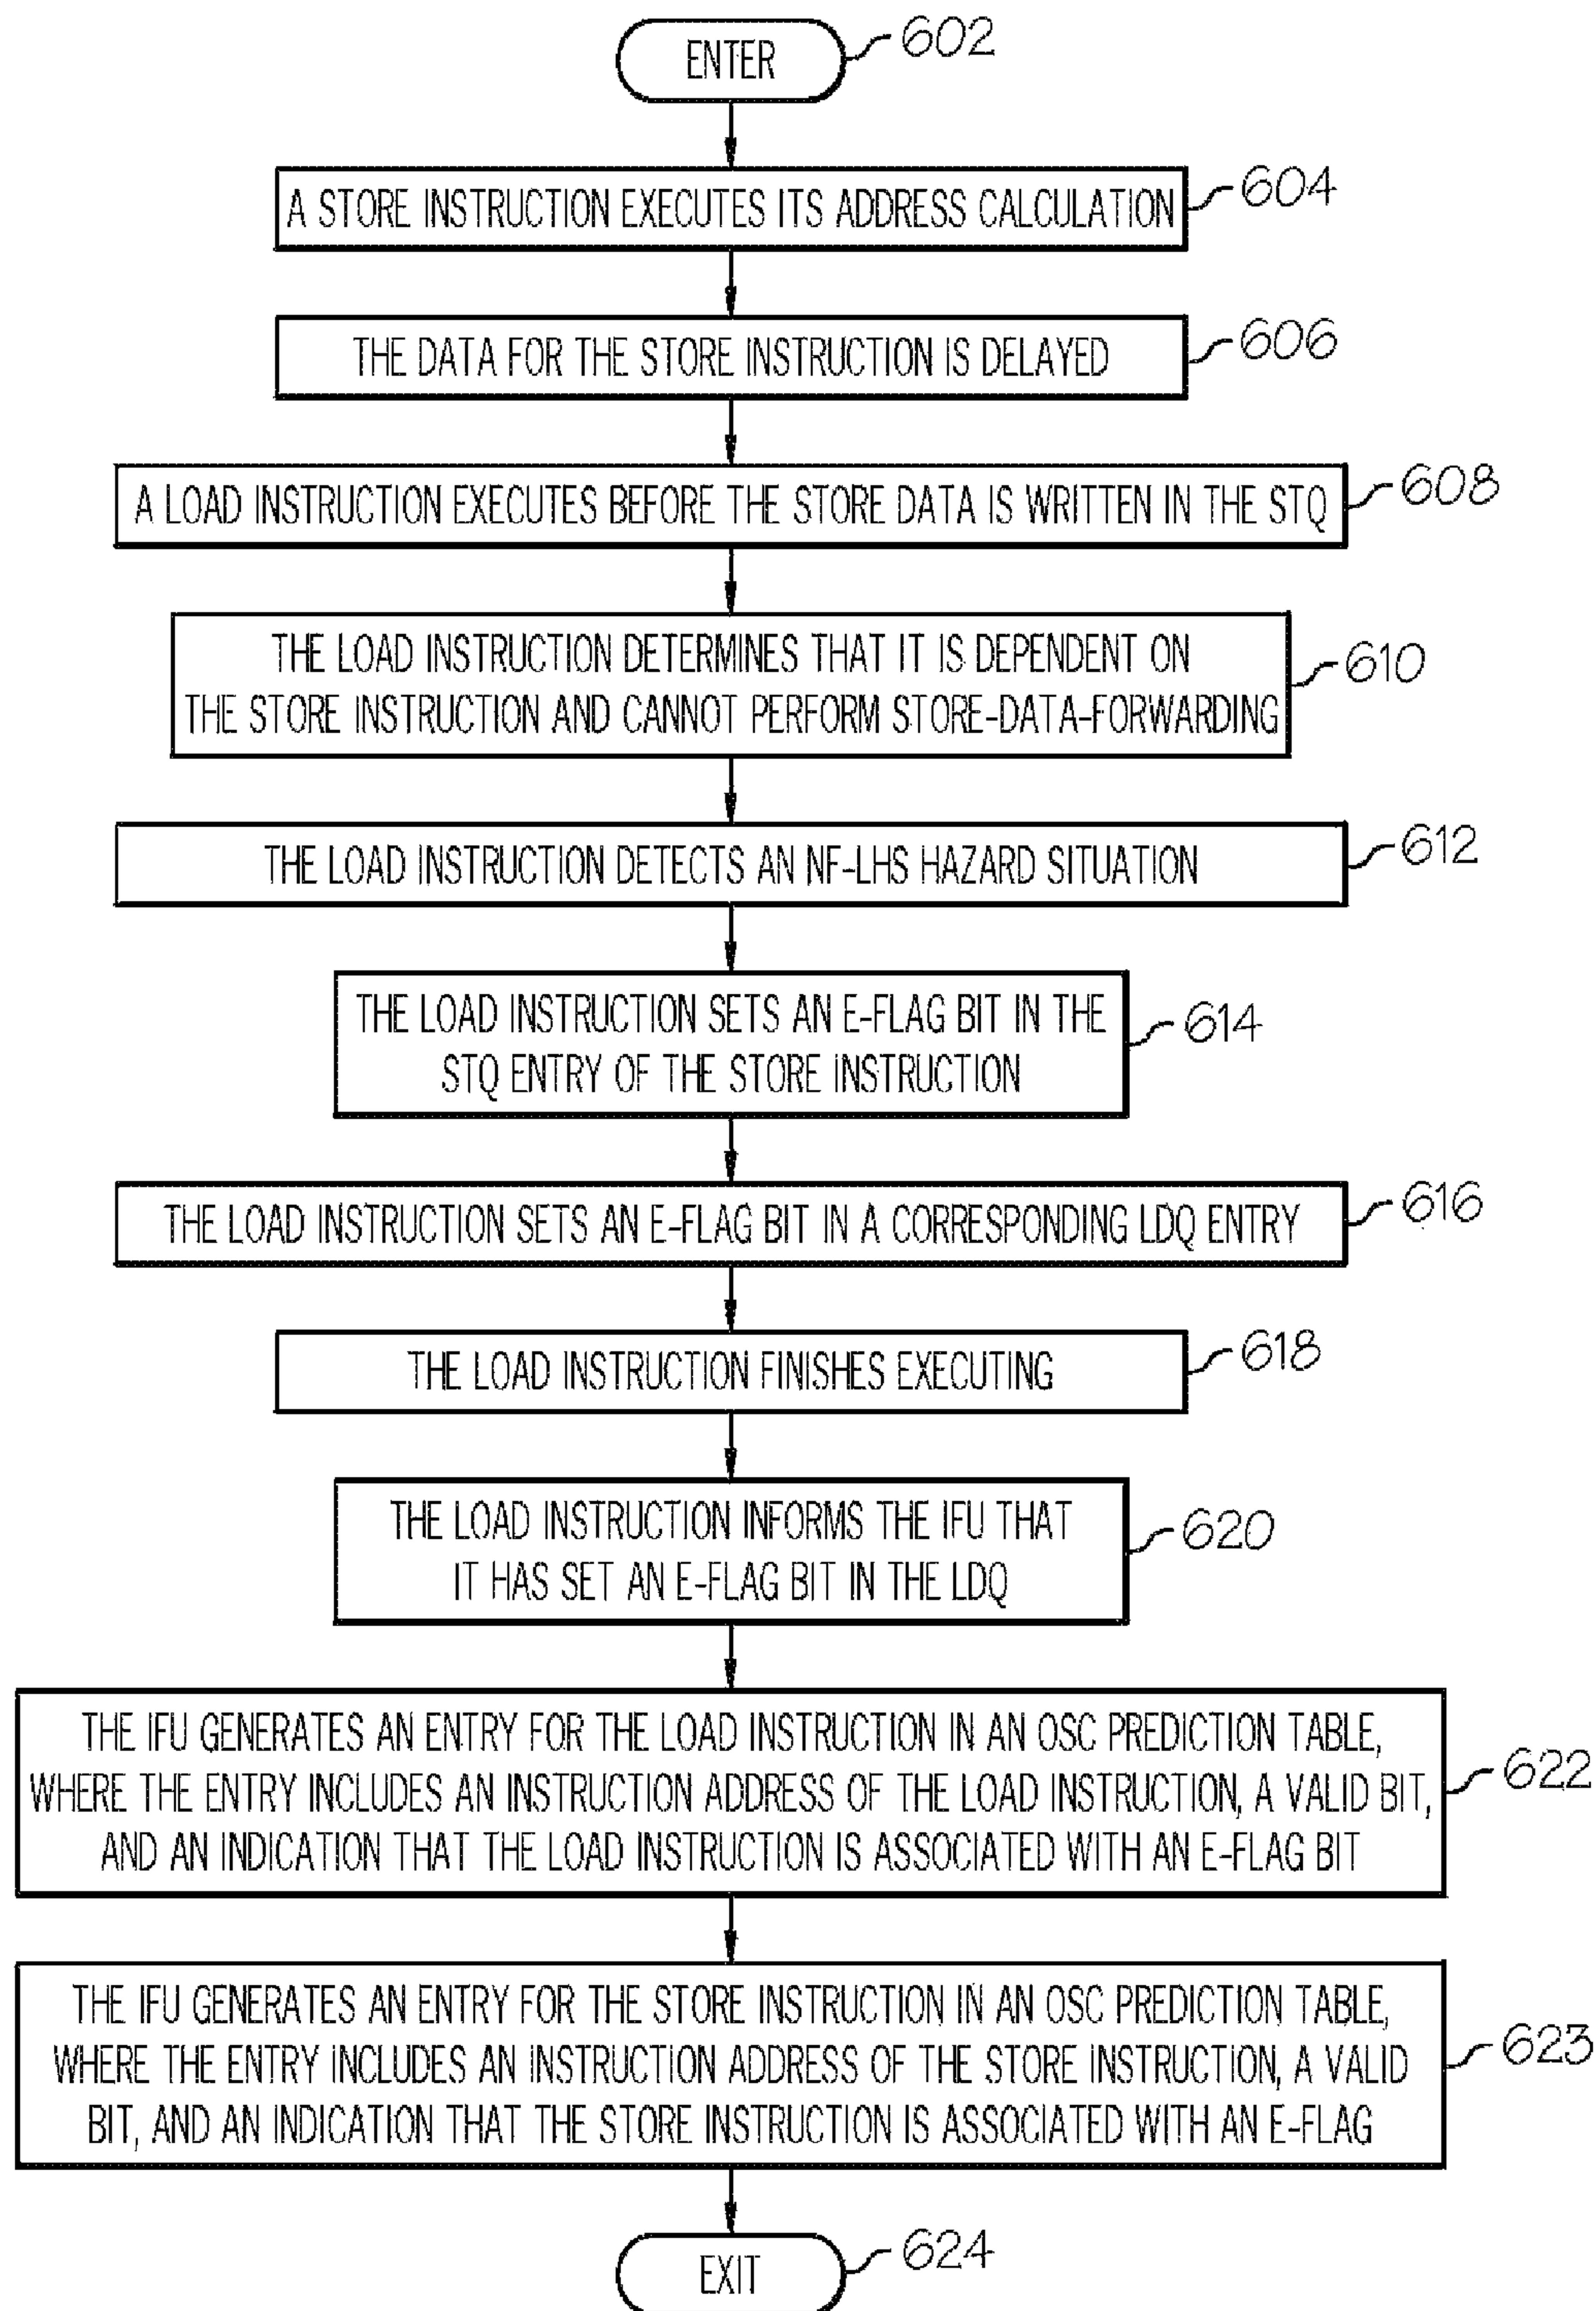 ENTER
602
A STORE INSTRUCTION EXECUTES ITS ADDRESS CALCULATION
604
THE DATA FOR THE STORE INSTRUCTION IS DELAYED
606
A LOAD INSTRUCTION EXECUTES BEFORE THE STORE DATA IS WRITTEN IN THE STQ
608
THE LOAD INSTRUCTION DETERMINES THAT IT IS DEPENDENT ON
THE STORE INSTRUCTION AND CANNOT PERFORM STORE-DATA-FORWARDING
610
THE LOAD INSTRUCTION DETECTS AN NF-LHS HAZARD SITUATION
612
THE LOAD INSTRUCTION SETS AN E-FLAG BIT IN THE
STQ ENTRY OF THE STORE INSTRUCTION
614
THE LOAD INSTRUCTION SETS AN E-FLAG BIT IN A CORRESPONDING LDQ ENTRY
616
THE LOAD INSTRUCTION FINISHES EXECUTING
618
THE LOAD INSTRUCTION INFORMS THE IFU THAT
IT HAS SET AN E-FLAG BIT IN THE LDQ
620
THE IFU GENERATES AN ENTRY FOR THE LOAD INSTRUCTION IN AN OSC PREDICTION TABLE,
WHERE THE ENTRY INCLUDES AN INSTRUCTION ADDRESS OF THE LOAD INSTRUCTION, A VALID BIT,
AND AN INDICATION THAT THE LOAD INSTRUCTION IS ASSOCIATED WITH AN E-FLAG BIT
622
THE IFU GENERATES AN ENTRY FOR THE STORE INSTRUCTION IN AN OSC PREDICTION TABLE,
WHERE THE ENTRY INCLUDES AN INSTRUCTION ADDRESS OF THE STORE INSTRUCTION, A VALID
BIT, AND AN INDICATION THAT THE STORE INSTRUCTION IS ASSOCIATED WITH AN E-FLAG
623
EXIT
624